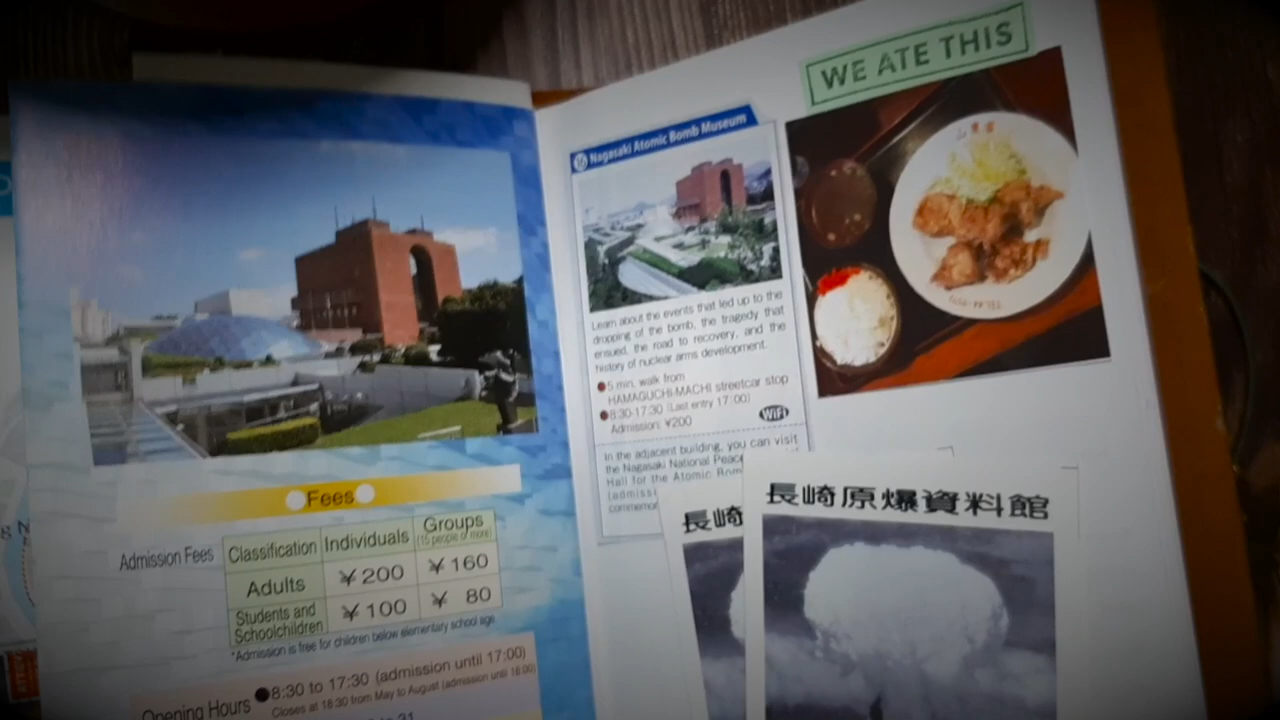 Fees
Admission Fees
Classification Individuals Groups
(15 people or more)
Adults ¥200 ¥160
Students and
Schoolchildren ¥100 ¥ 80
*Admission is free for children below elementary school age
Opening Hours ●8:30 to 17:30 (admission until 17:00)
Closes at 18:30 from May to August (admission until 18:00)
16 Nagasaki Atomic Bomb Museum
Learn about the events that led up to the
dropping of the bomb, the tragedy that
ensued, the road to recovery, and the
history of nuclear arms development.
●5 min. walk from
HAMAGUCHI-MACHI streetcar stop
●8:30-17:30 (Last entry 17:00)
Admission: ¥200
WiFi
In the adjacent building, you can visit
the Nagasaki National Peace
Hall for the Atomic Bom
(admissi
commemor
WE ATE THIS
長崎
長崎原爆資料館